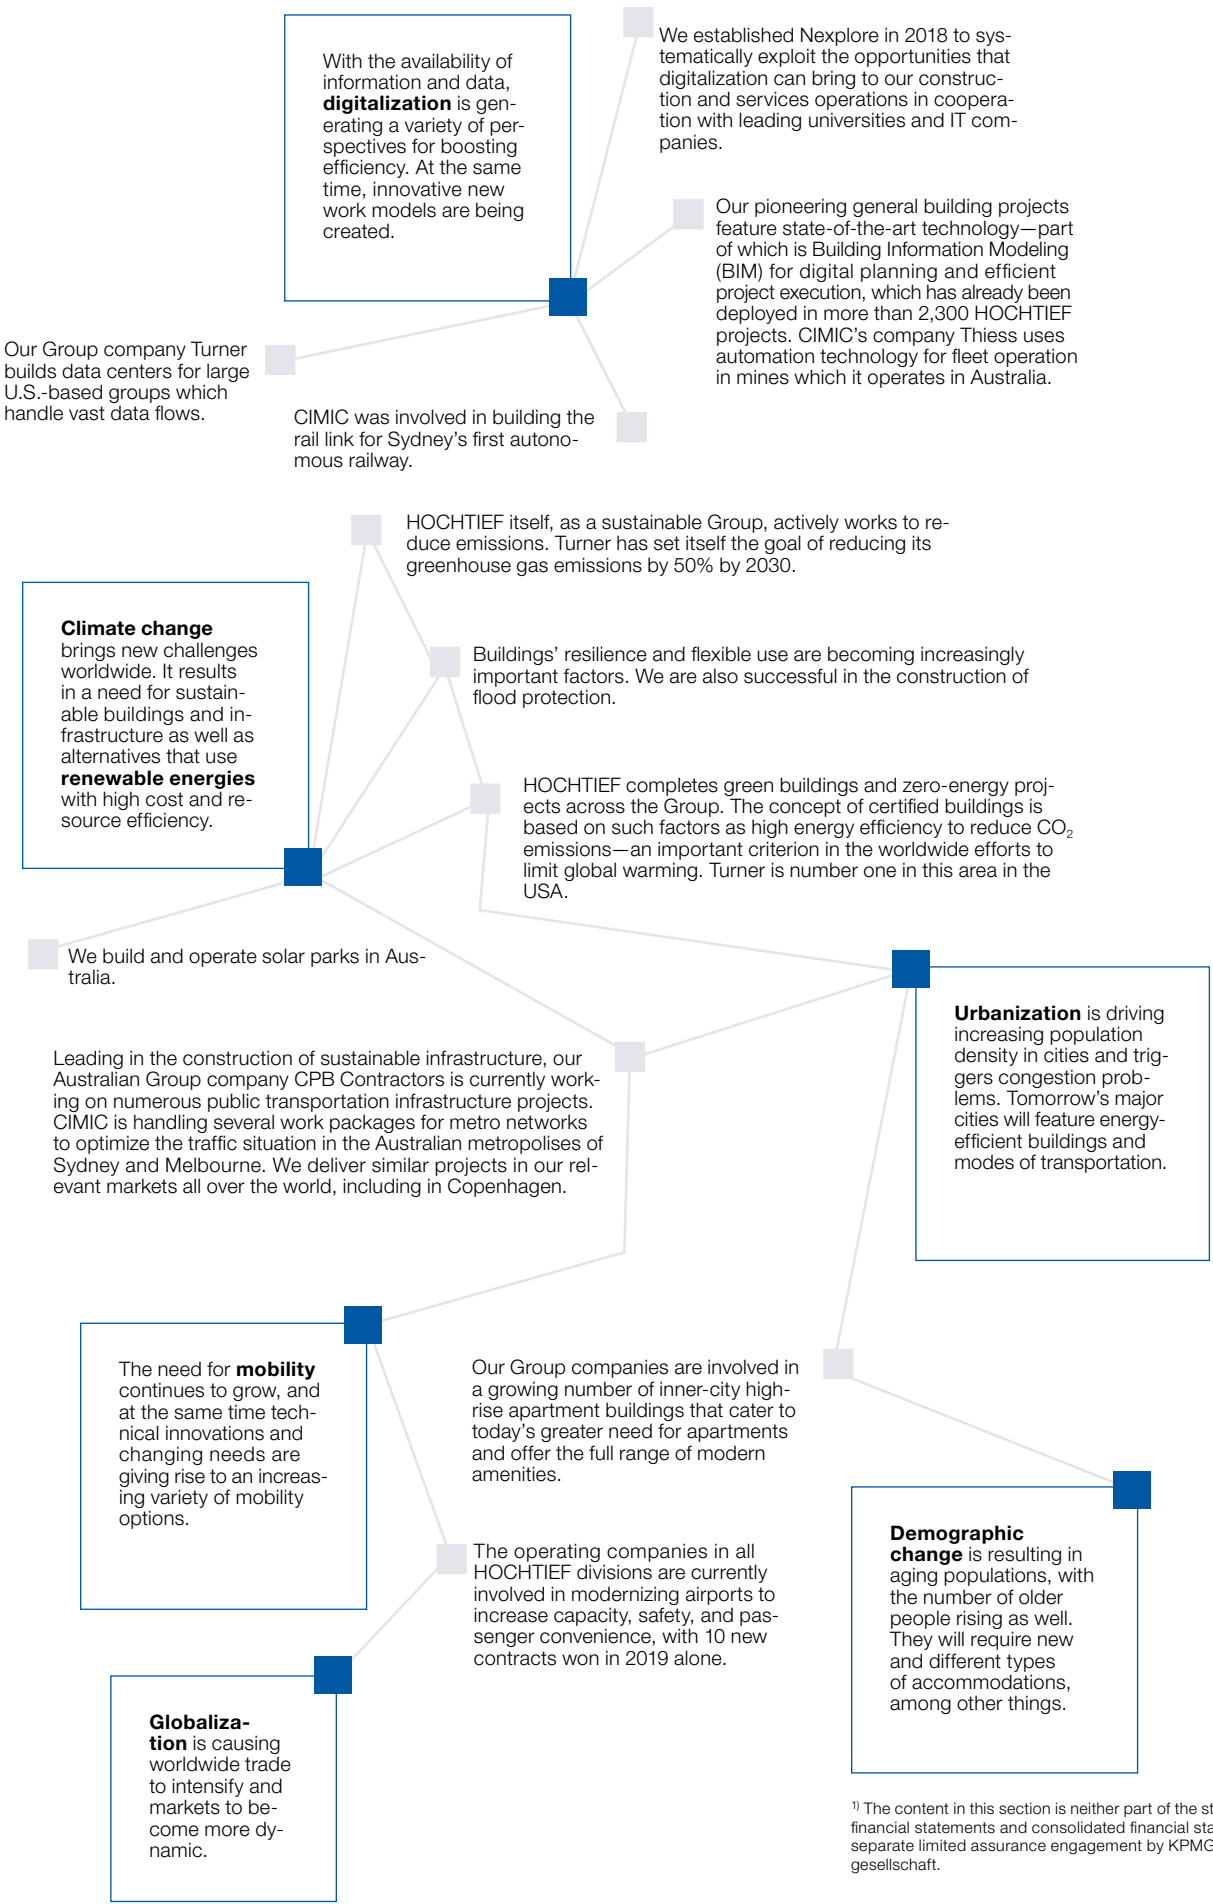 With the availability of
information and data,
digitalization is gen-
erating a variety of per-
spectives for boosting
efficiency. At the same
time, innovative new
work models are being
created.
We established Nexplore in 2018 to sys-
tematically exploit the opportunities that
digitalization can bring to our construc-
tion and services operations in coopera-
tion with leading universities and IT com-
panies.
Our pioneering general building projects
feature state-of-the-art technology—part
of which is Building Information Modeling
(BIM) for digital planning and efficient
project execution, which has already been
deployed in more than 2,300 HOCHTIEF
projects. CIMIC’s company Thiess uses
automation technology for fleet operation
in mines which it operates in Australia.
Our Group company Turner
builds data centers for large
U.S.-based groups which
handle vast data flows.
CIMIC was involved in building the
rail link for Sydney’s first autono-
mous railway.
HOCHTIEF itself, as a sustainable Group, actively works to re-
duce emissions. Turner has set itself the goal of reducing its
greenhouse gas emissions by 50% by 2030.
Climate change
brings new challenges
worldwide. It results
in a need for sustain-
able buildings and in-
frastructure as well as
alternatives that use
renewable energies
with high cost and re-
source efficiency.
Buildings’ resilience and flexible use are becoming increasingly
important factors. We are also successful in the construction of
flood protection.
HOCHTIEF completes green buildings and zero-energy proj-
ects across the Group. The concept of certified buildings is
based on such factors as high energy efficiency to reduce CO₂
emissions—an important criterion in the worldwide efforts to
limit global warming. Turner is number one in this area in the
USA.
We build and operate solar parks in Aus-
tralia.
Urbanization is driving
increasing population
density in cities and trig-
gers congestion prob-
lems. Tomorrow’s major
cities will feature energy-
efficient buildings and
modes of transportation.
Leading in the construction of sustainable infrastructure, our
Australian Group company CPB Contractors is currently work-
ing on numerous public transportation infrastructure projects.
CIMIC is handling several work packages for metro networks
to optimize the traffic situation in the Australian metropolises of
Sydney and Melbourne. We deliver similar projects in our rel-
evant markets all over the world, including in Copenhagen.
The need for mobility
continues to grow, and
at the same time tech-
nical innovations and
changing needs are
giving rise to an increas-
ing variety of mobility
options.
Our Group companies are involved in
a growing number of inner-city high-
rise apartment buildings that cater to
today’s greater need for apartments
and offer the full range of modern
amenities.
Demographic
change is resulting in
aging populations, with
the number of older
people rising as well.
They will require new
and different types
of accommodations,
among other things.
The operating companies in all
HOCHTIEF divisions are currently
involved in modernizing airports to
increase capacity, safety, and pas-
senger convenience, with 10 new
contracts won in 2019 alone.
Globaliza-
tion is causing
worldwide trade
to intensify and
markets to be-
come more dy-
namic.
1) The content in this section is neither part of the
financial statements and consolidated financial
separate limited assurance engagement by KPMG
gesellschaft.